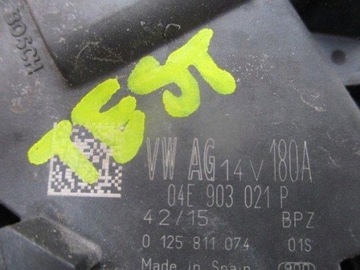 BOSCH
TEST
VW AG 14V 180A
04E 903 021 P
42/15 BPZ
0 125 811 074 01S
Made in Spain